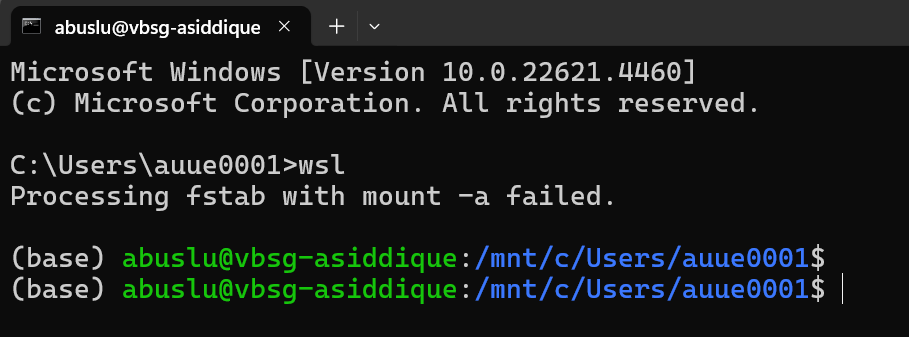 abuslu@vbsg-asiddique
Microsoft Windows [Version 10.0.22621.4460]
(c) Microsoft Corporation. All rights reserved.
C:\Users\auue0001>wsl
Processing fstab with mount -a failed.
(base) abuslu@vbsg-asiddique:/mnt/c/Users/auue0001$
(base) abuslu@vbsg-asiddique:/mnt/c/Users/auue0001$